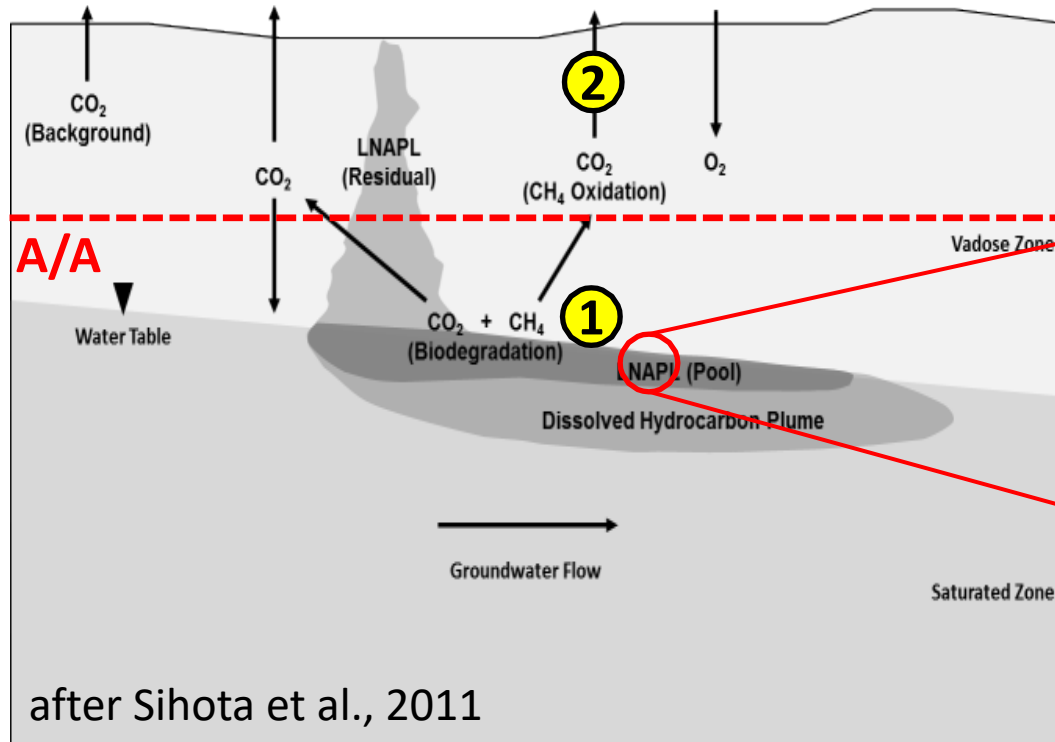 2
CO₂
(Background)
CO₂
LNAPL
(Residual)
CO₂
(CH₄ Oxidation)
O₂
A/A
Vadose Zone
Water Table
CO₂ + CH₄
(Biodegradation)
1
LNAPL (Pool)
Dissolved Hydrocarbon Plume
Groundwater Flow
Saturated Zone
after Sihota et al., 2011